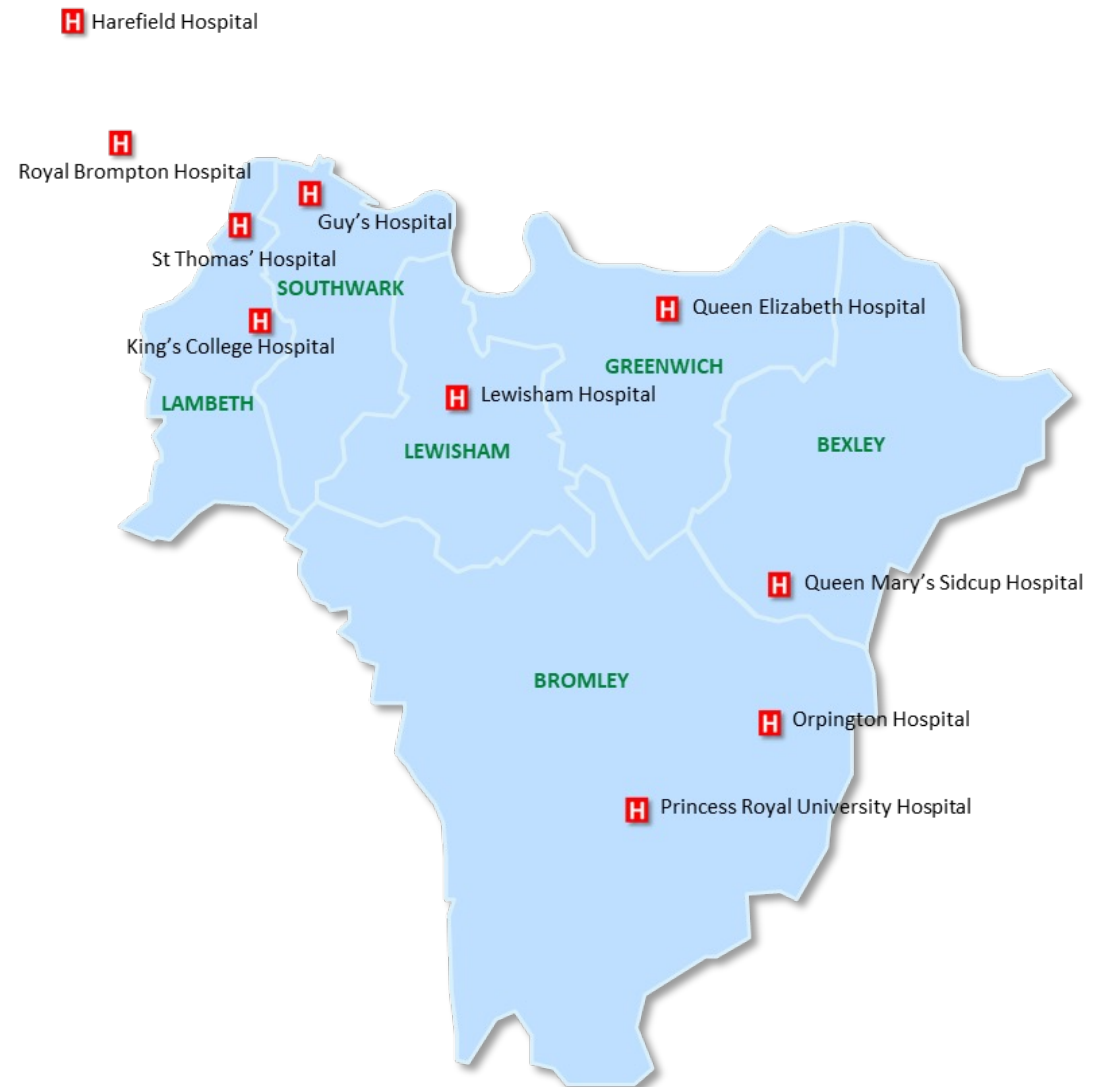 H Harefield Hospital
H
Royal Brompton Hospital
H
Guy's Hospital
H
St Thomas' Hospital
SOUTHWARK
H Queen Elizabeth Hospital
H
King's College Hospital
GREENWICH
H Lewisham Hospital
LAMBETH
BEXLEY
LEWISHAM
H Queen Mary's Sidcup Hospital
BROMLEY
H Orpington Hospital
H Princess Royal University Hospital